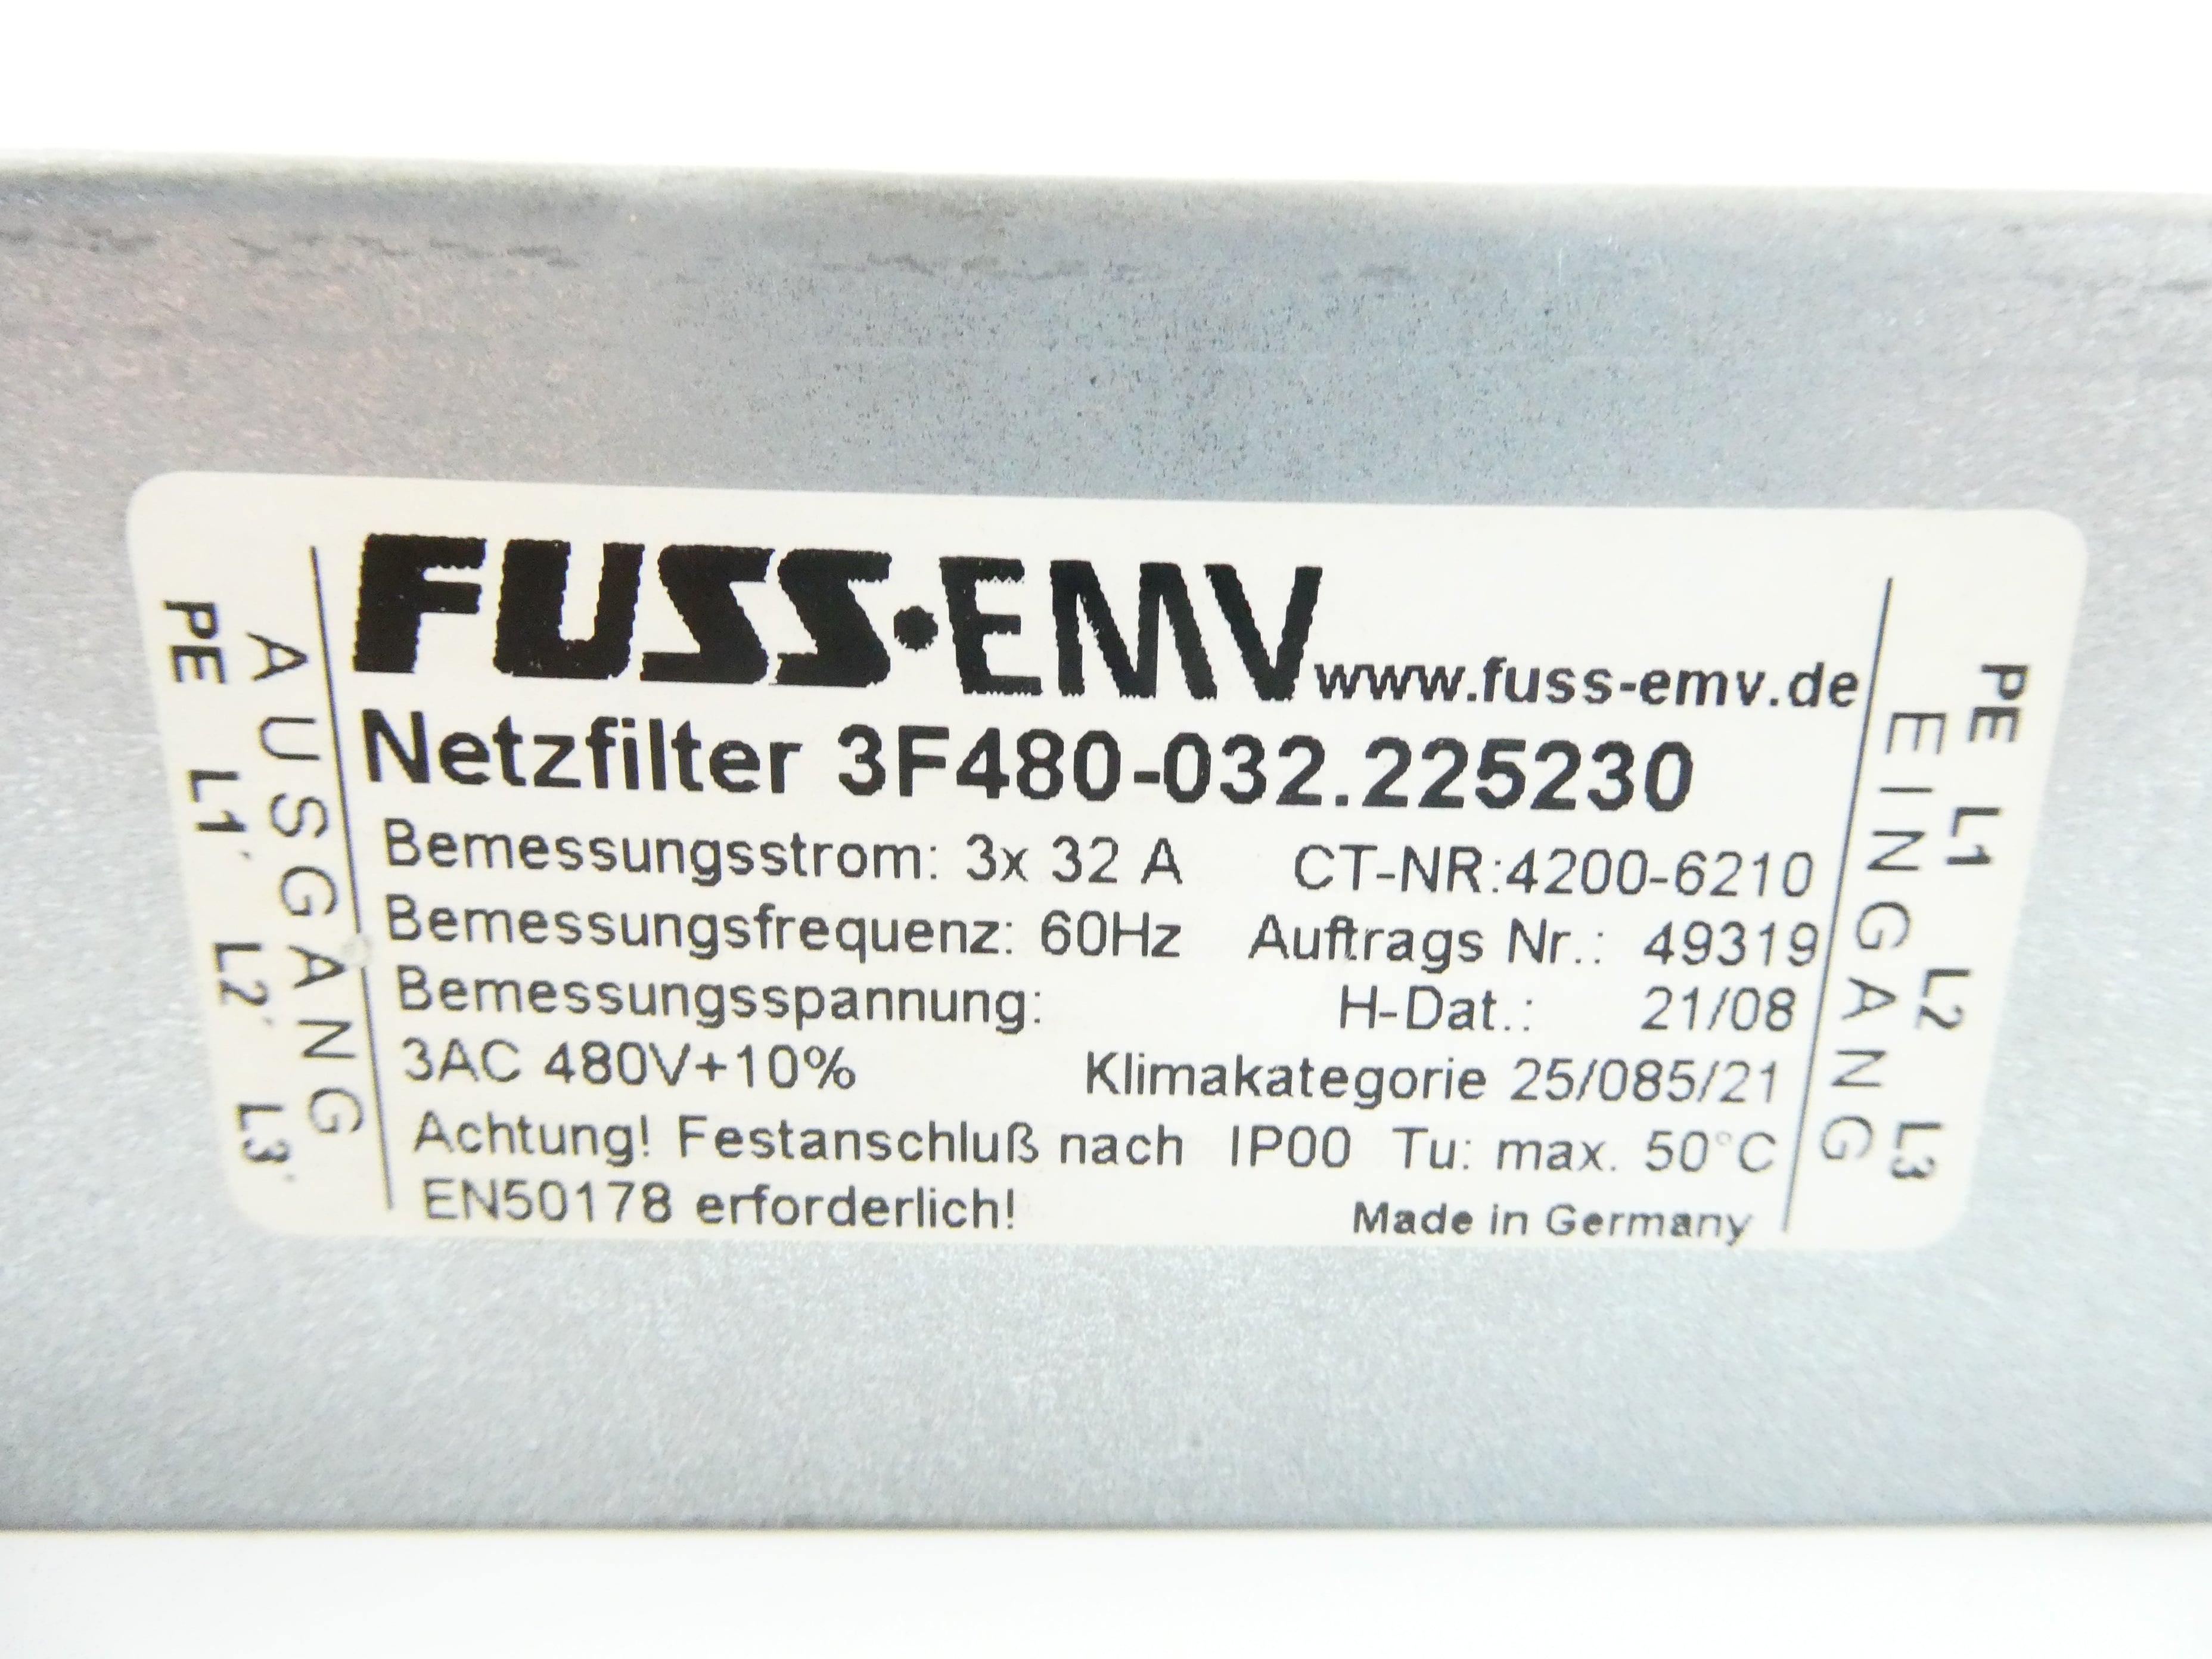 FUSS·EMV www.fuss-emv.de
Netzfilter 3F480-032.225230
Bemessungsstrom: 3x 32 A CT-NR:4200-6210
Bemessungsfrequenz: 60Hz Auftrags Nr.: 49319
Bemessungsspannung: H-Dat.: 21/08
3AC 480V+10% Klimakategorie 25/085/21
Achtung! Festanschluß nach IP00 Tu: max. 50°C
EN50178 erforderlich! Made in Germany
AUSGANG
PE L1' L2' L3'
PE L1 L2 L3
EINGANG